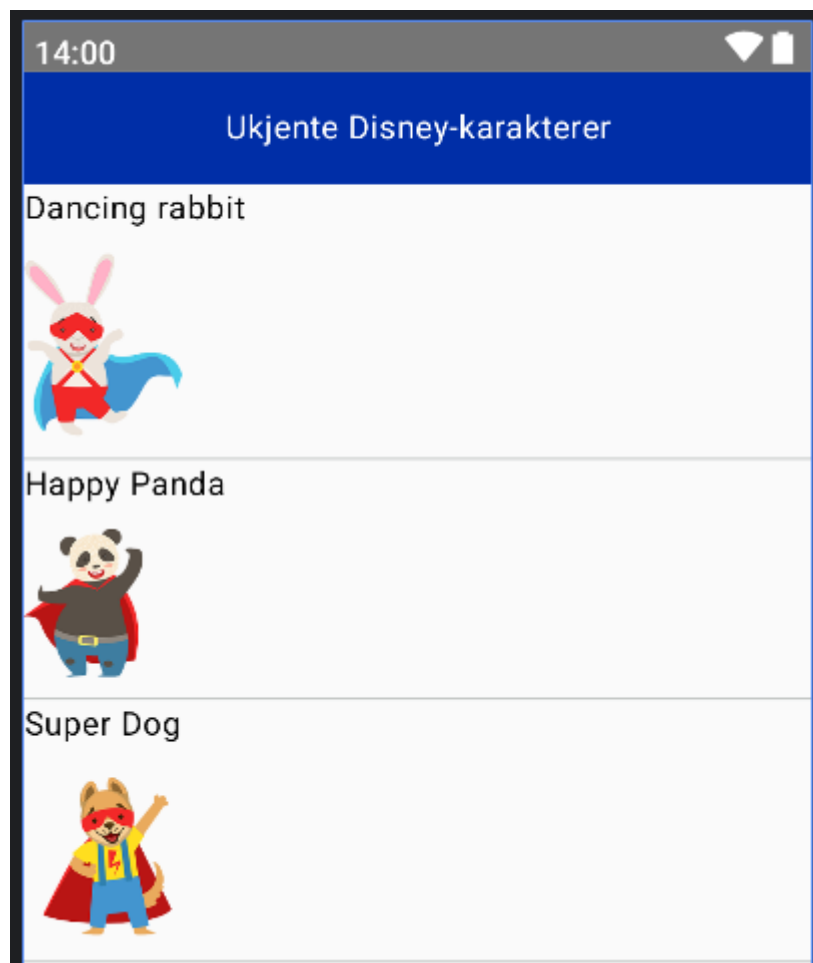 14:00
Ukjente Disney-karakterer
Dancing rabbit
Happy Panda
Super Dog